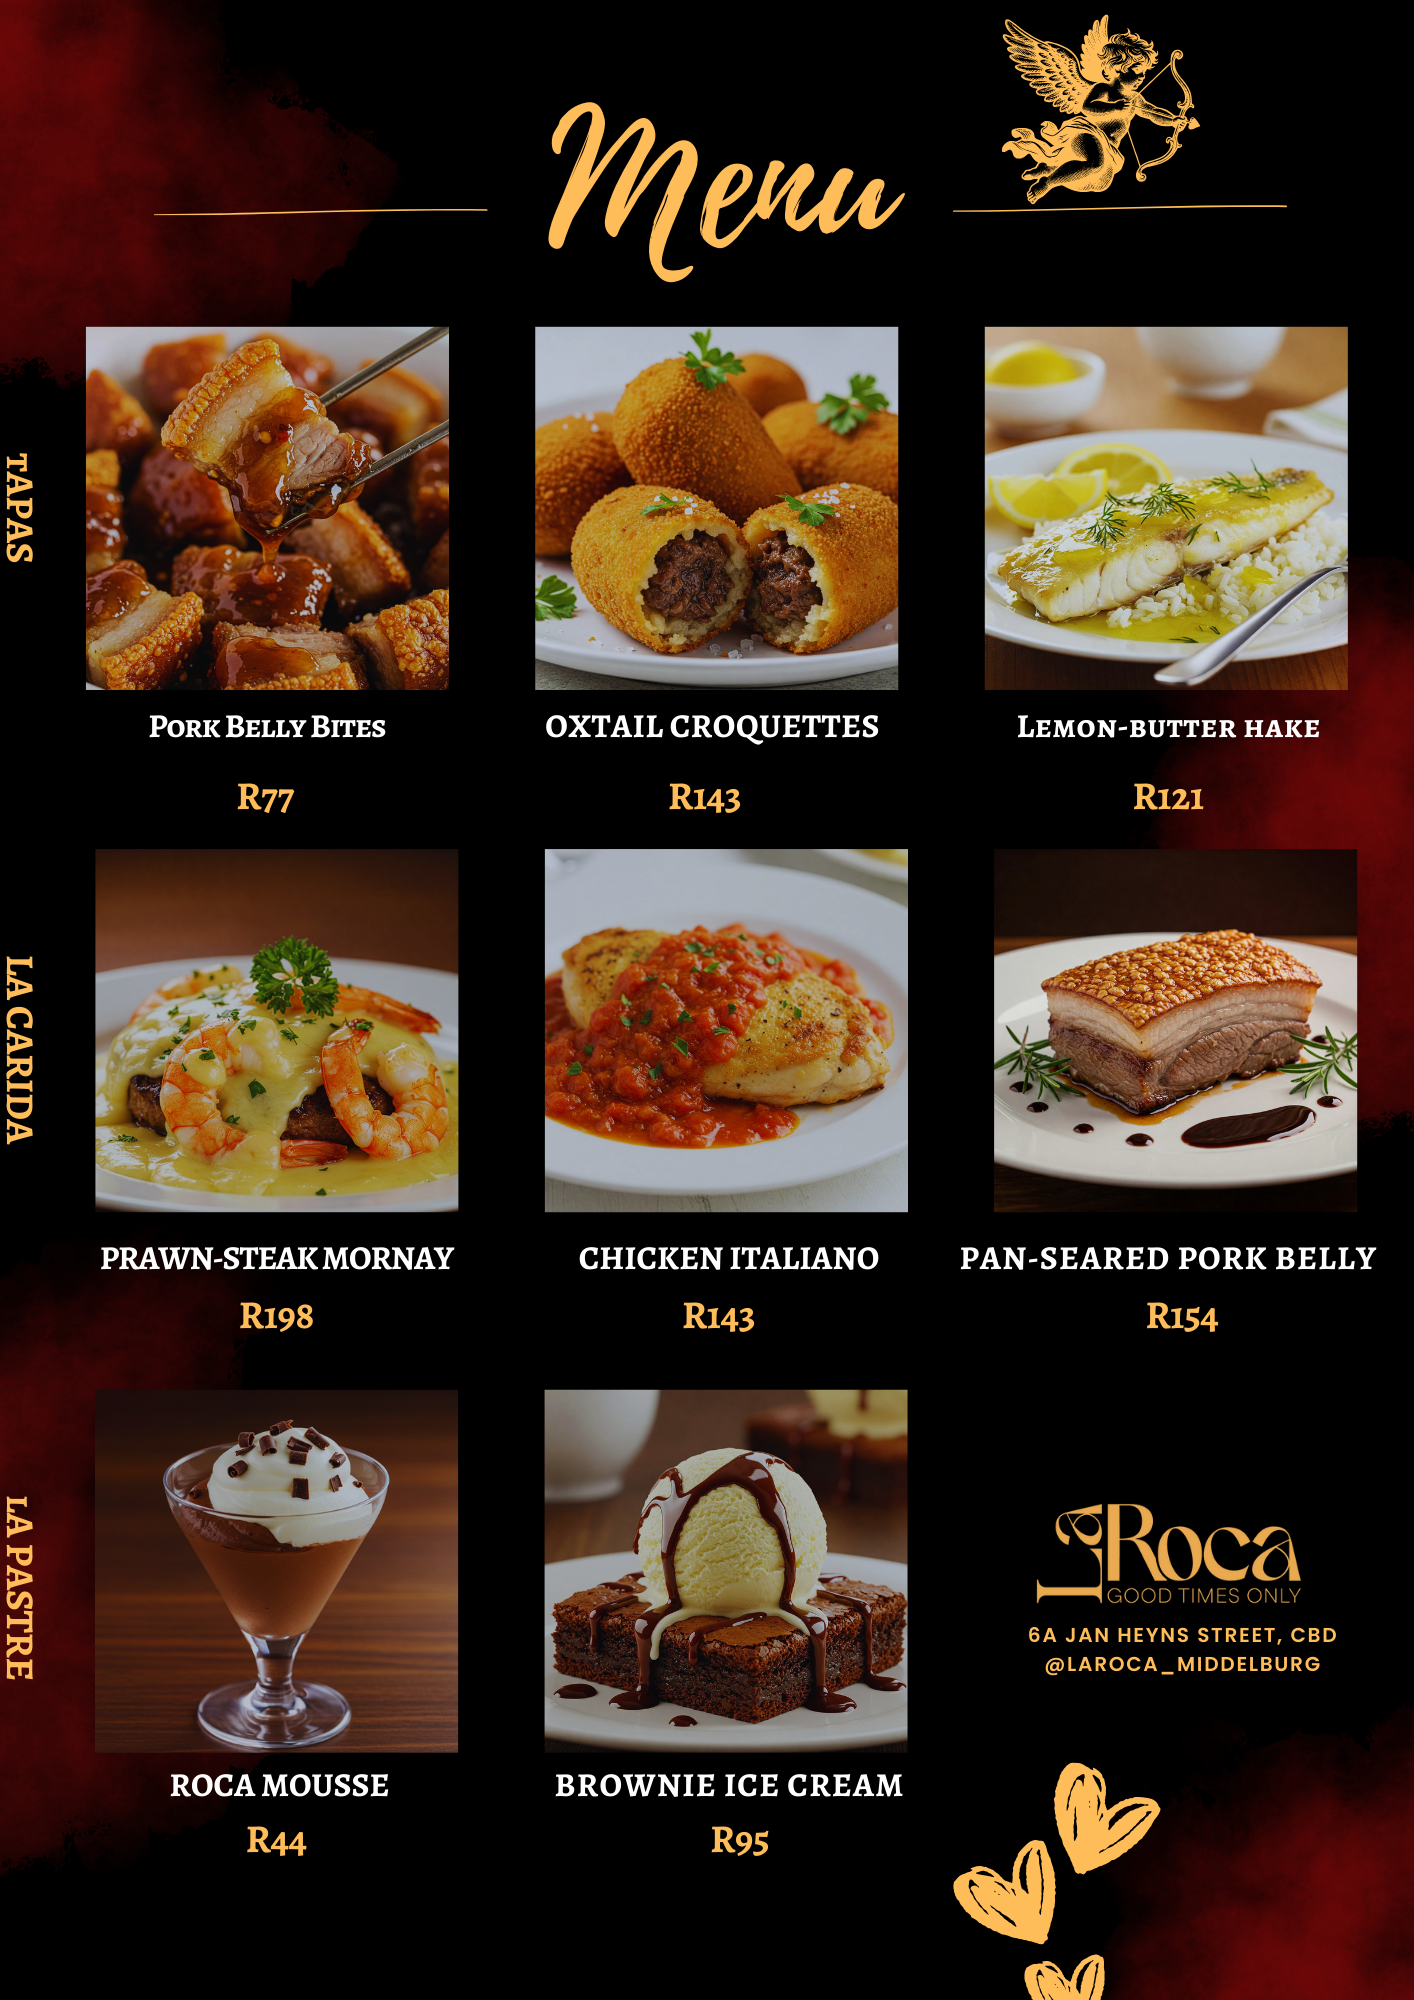 Menu
TAPAS
Pork Belly Bites
R77
OXTAIL CROQUETTES
R143
Lemon-butter hake
R121
LA CARIDA
PRAWN-STEAK MORNAY
R198
CHICKEN ITALIANO
R143
PAN-SEARED PORK BELLY
R154
LA PASTRE
ROCA MOUSSE
R44
BROWNIE ICE CREAM
R95
La Roca
GOOD TIMES ONLY
6A JAN HEYNS STREET, CBD
@LAROCA_MIDDELBURG